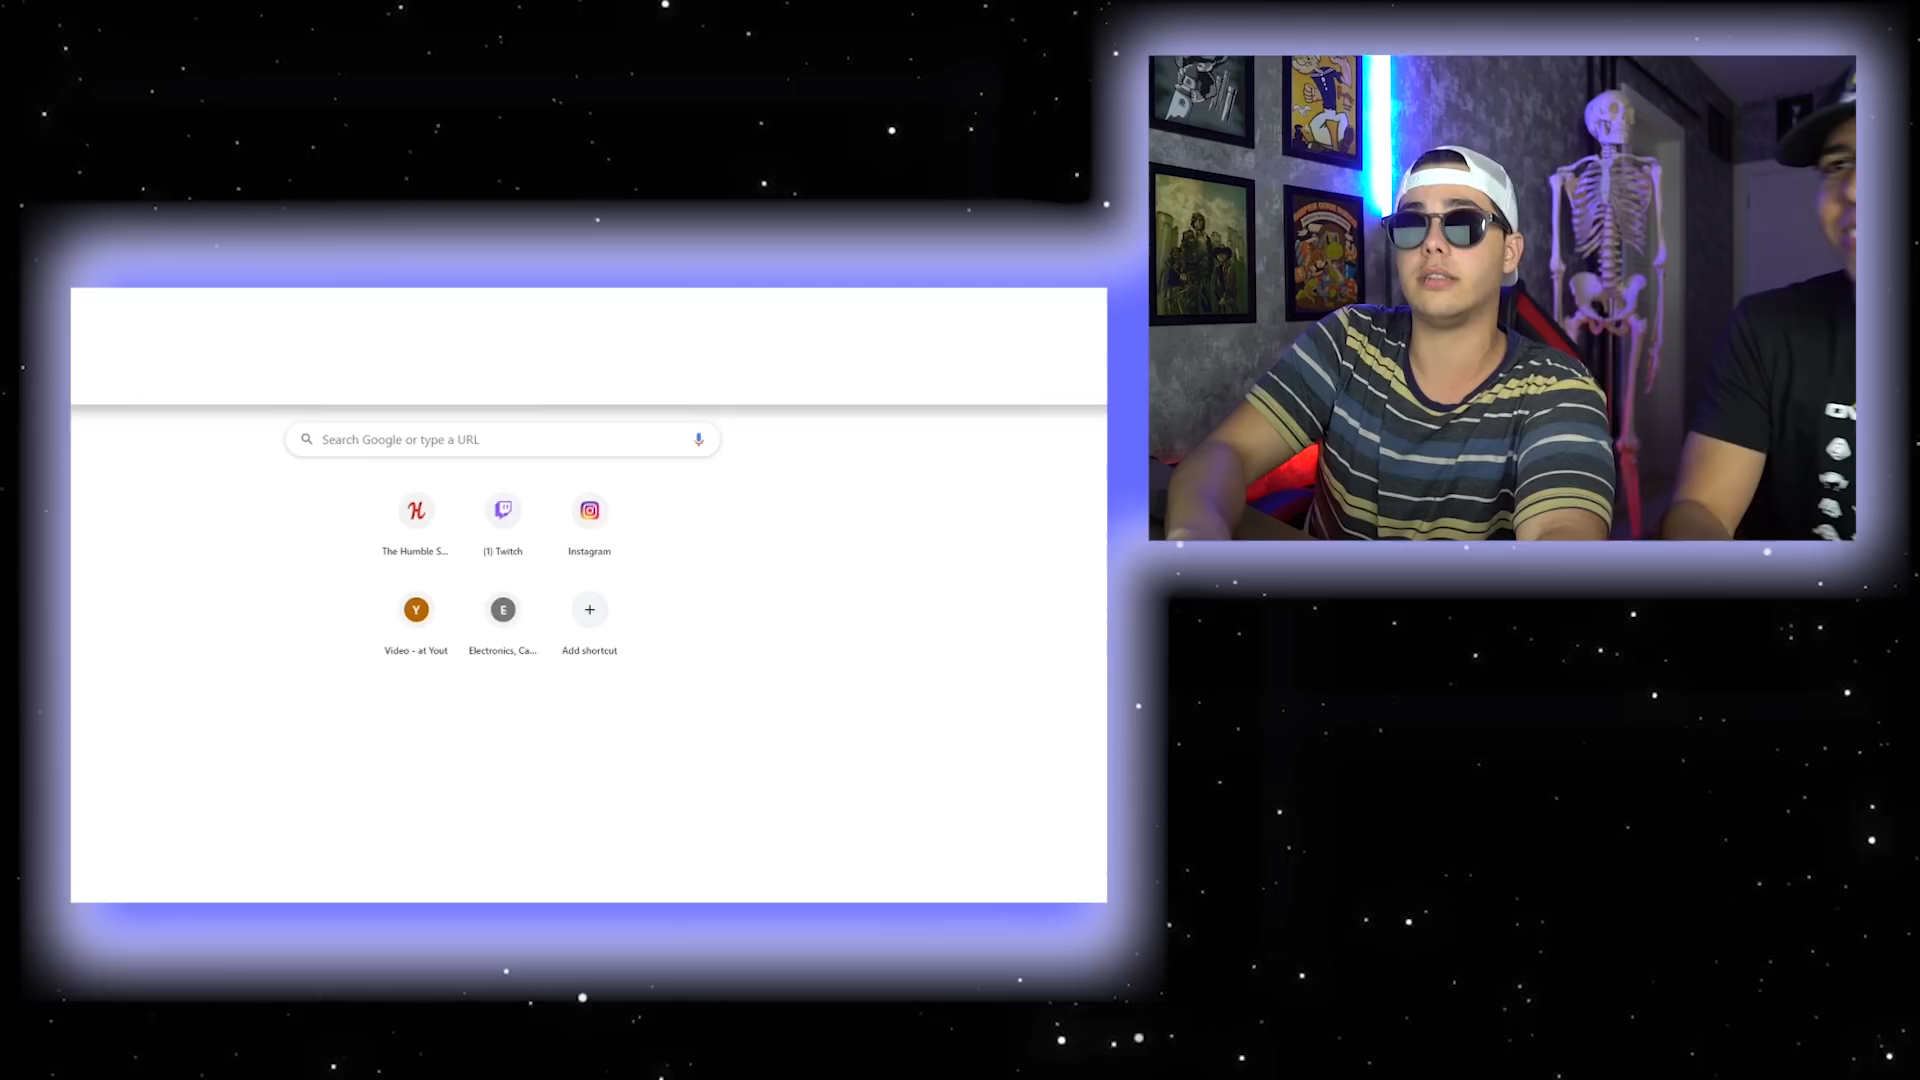 Search Google or type a URL
The Humble S...
(1) Twitch
Instagram
Y
E
Video - at Yout
Electronics, Ca...
Add shortcut